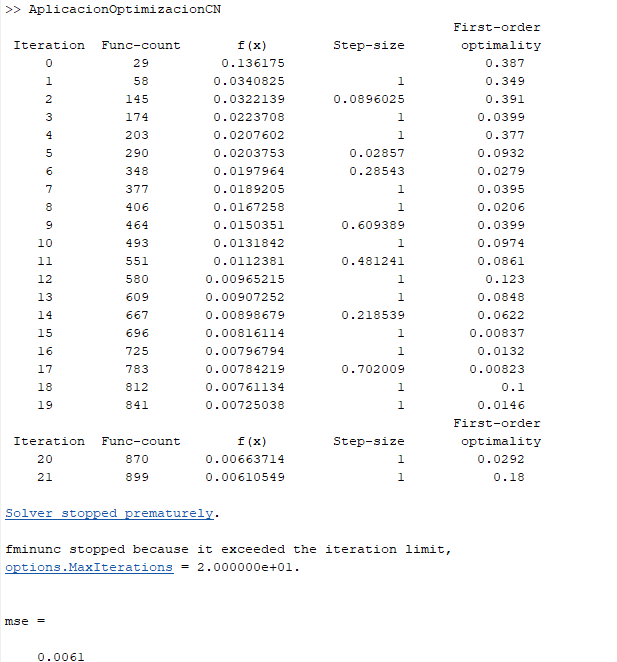 >> AplicacionOptimizacionCN
First-order
Iteration Func-count f(x) Step-size optimality
0 29 0.136175 0.387
1 58 0.0340825 1 0.349
2 145 0.0322139 0.0896025 0.391
3 174 0.0223708 1 0.0399
4 203 0.0207602 1 0.377
5 290 0.0203753 0.02857 0.0932
6 348 0.0197964 0.28543 0.0279
7 377 0.0189205 1 0.0395
8 406 0.0167258 1 0.0206
9 464 0.0150351 0.609389 0.0399
10 493 0.0131842 1 0.0974
11 551 0.0112381 0.481241 0.0861
12 580 0.00965215 1 0.123
13 609 0.00907252 1 0.0848
14 667 0.00898679 0.218539 0.0622
15 696 0.00816114 1 0.00837
16 725 0.00796794 1 0.0132
17 783 0.00784219 0.702009 0.00823
18 812 0.00761134 1 0.1
19 841 0.00725038 1 0.0146
First-order
Iteration Func-count f(x) Step-size optimality
20 870 0.00663714 1 0.0292
21 899 0.00610549 1 0.18
Solver stopped prematurely.
fminunc stopped because it exceeded the iteration limit,
options.MaxIterations = 2.000000e+01.
mse =
0.0061